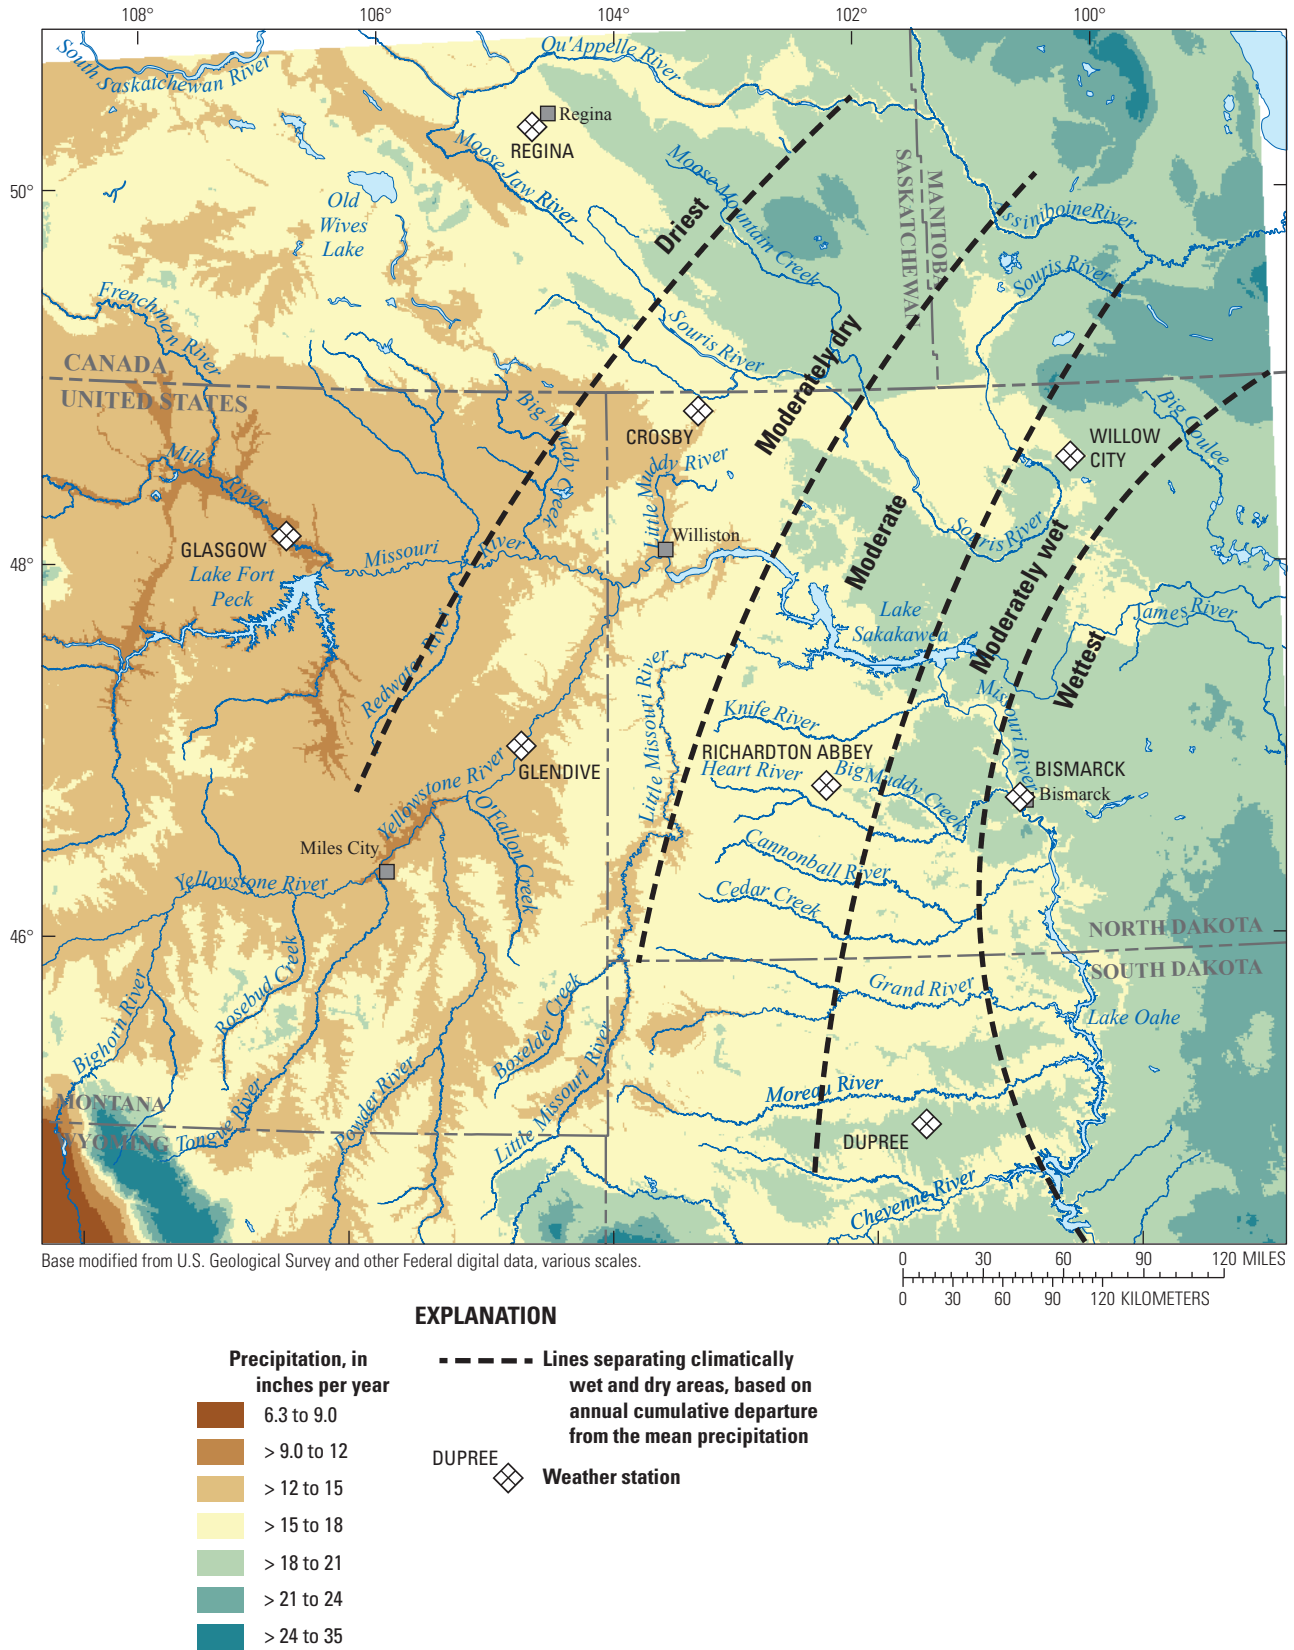 108°
106°
104°
102°
100°
South Saskatchewan River
Qu'Appelle River
Regina
REGINA
Moose Jaw River
Moose Mountain Creek
SASKATCHEWAN
MANITOBA
50°
Old
Wives
Lake
Driest
ssiniboine River
Souris River
Frenchman River
Souris River
Moderately dry
CANADA
UNITED STATES
Big Muddy Creek
CROSBY
WILLOW
CITY
Big Coulee
Milk River
Little Muddy River
GLASGOW
Williston
Moderate
Souris River
Moderately wet
48°
Missouri River
Lake Fort
Peck
Lake
Sakakawea
James River
Wettest
Redwater River
Little Missouri River
Knife River
Missouri River
RICHARDTON ABBEY
Heart River
Big Muddy Creek
BISMARCK
Bismarck
GLENDIVE
Yellowstone River
O'Fallon Creek
Miles City
Yellowstone River
Cannonball River
Cedar Creek
46°
NORTH DAKOTA
SOUTH DAKOTA
Rosebud Creek
Bighorn River
Boxelder Creek
Grand River
Lake Oahe
Little Missouri River
Moreau River
MONTANA
WYOMING
Tongue River
Powder River
DUPREE
Cheyenne River
Base modified from U.S. Geological Survey and other Federal digital data, various scales.
0 30 60 90 120 MILES
0 30 60 90 120 KILOMETERS
EXPLANATION
Precipitation, in
inches per year
6.3 to 9.0
> 9.0 to 12
> 12 to 15
> 15 to 18
> 18 to 21
> 21 to 24
> 24 to 35
Lines separating climatically
wet and dry areas, based on
annual cumulative departure
from the mean precipitation
DUPREE
Weather station